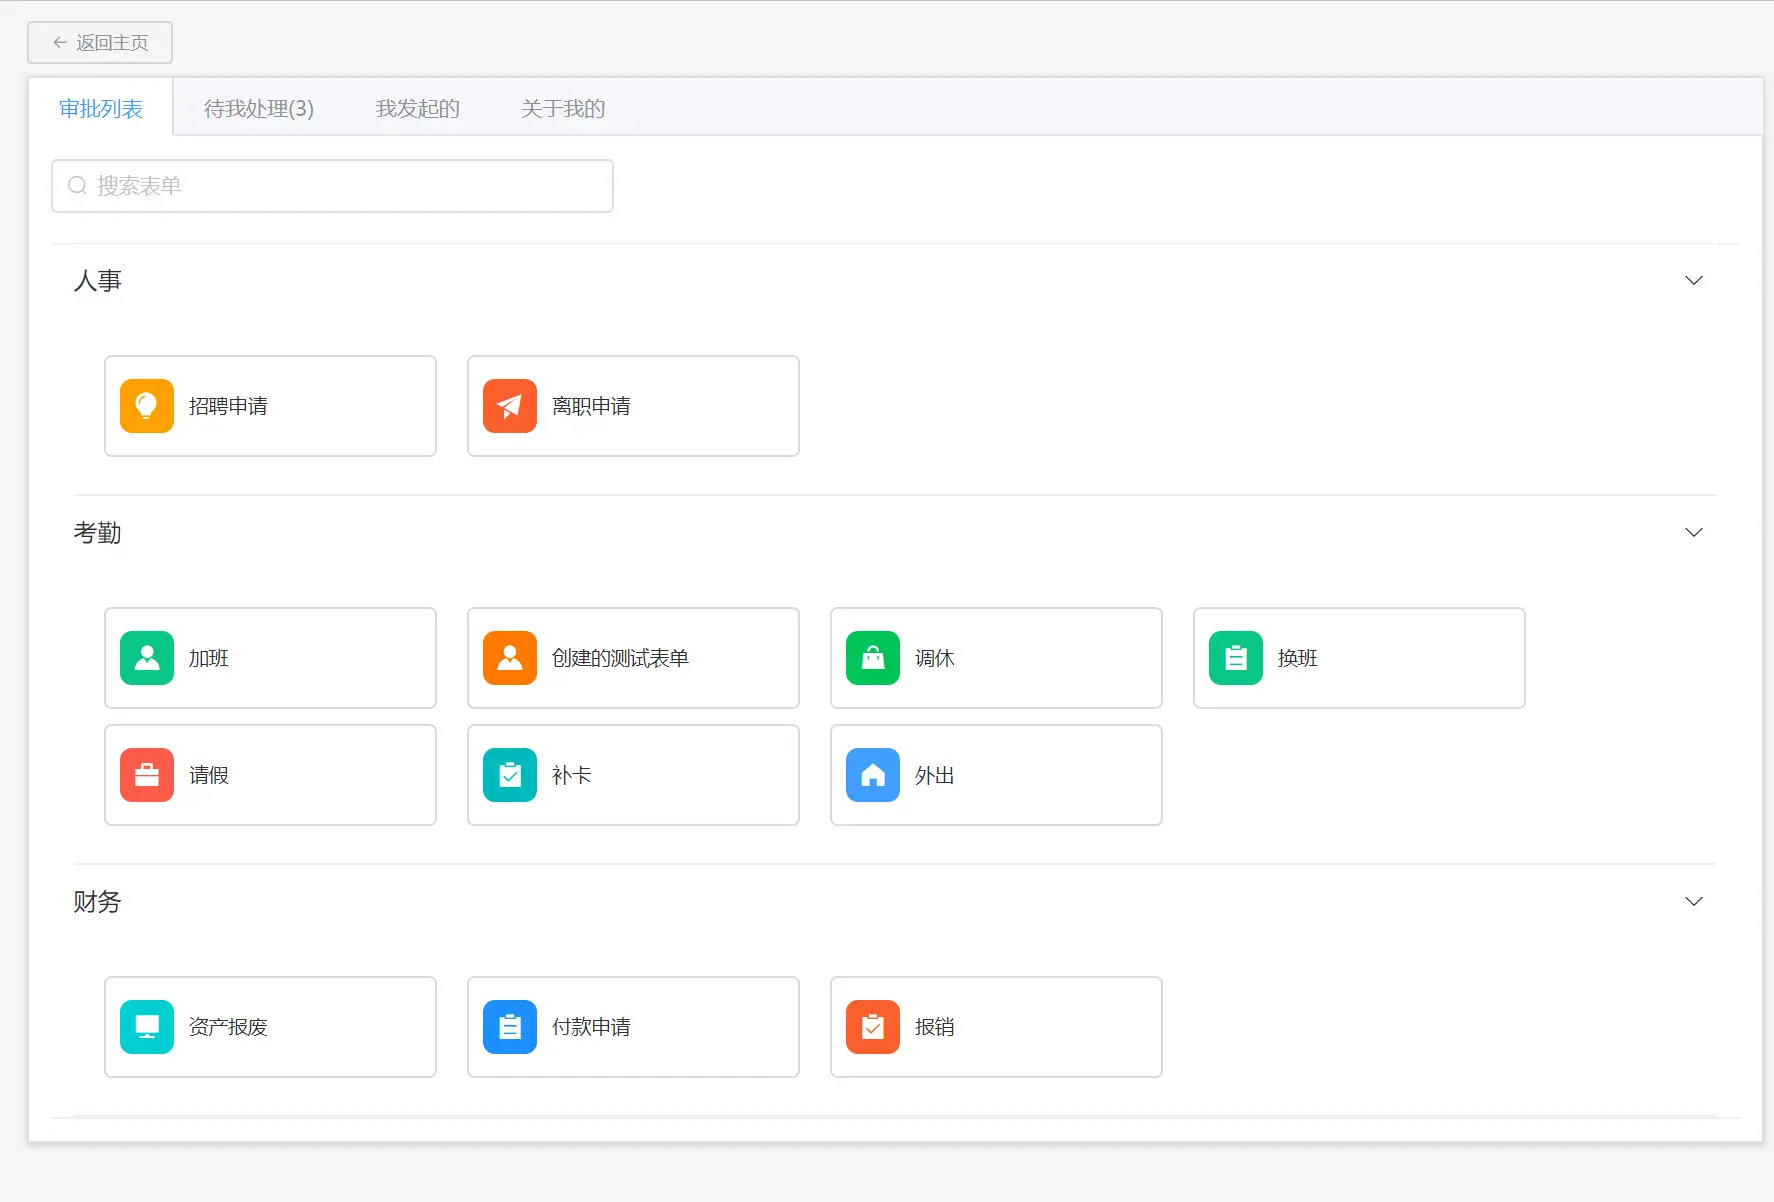 返回主页
审批列表 待我处理(3) 我发起的 关于我的
搜索表单
人事
招聘申请 离职申请
考勤
加班 创建的测试表单 调休 换班
请假 补卡 外出
财务
资产报废 付款申请 报销